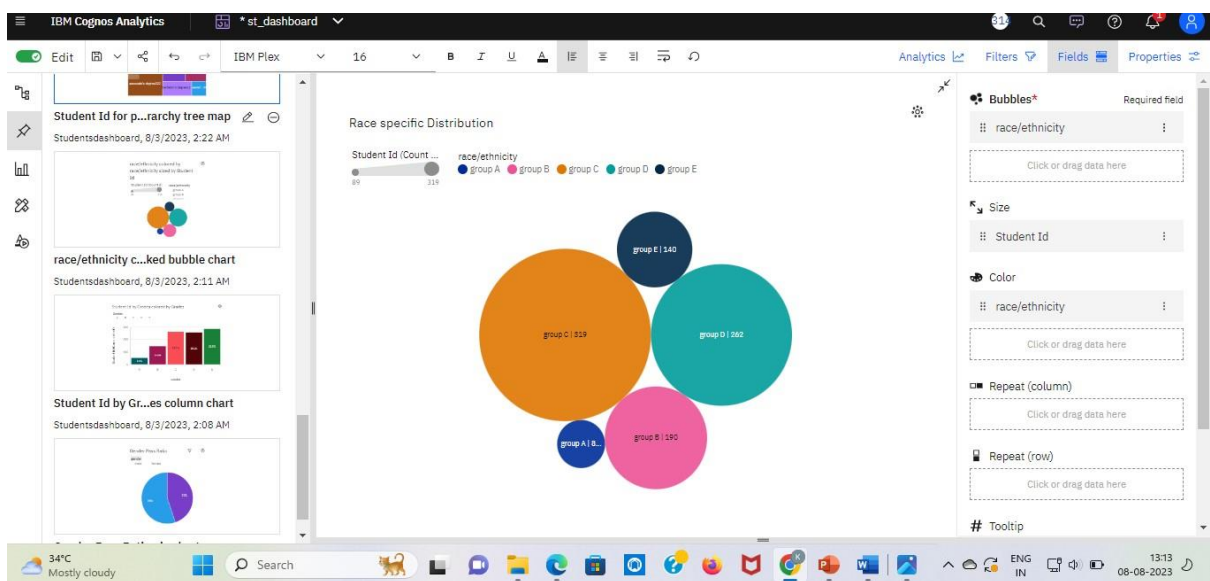 IBM Cognos Analytics
* st_dashboard
314
Edit
IBM Plex
16
B I U A
Analytics
Filters
Fields
Properties
Student Id for p...rarchy tree map
Studentsdashboard, 8/3/2023, 2:22 AM
race/ethnicity c...ked bubble chart
Studentsdashboard, 8/3/2023, 2:11 AM
Student Id by Gr...es column chart
Studentsdashboard, 8/3/2023, 2:08 AM
Race specific Distribution
Student Id (Count ...
89 319
race/ethnicity
group A group B group C group D group E
group E | 140
group C | 319
group D | 262
group B | 190
group A | 8...
Bubbles*
Required field
race/ethnicity
Click or drag data here
Size
Student Id
Color
race/ethnicity
Click or drag data here
Repeat (column)
Click or drag data here
Repeat (row)
Click or drag data here
# Tooltip
34°C
Mostly cloudy
Search
ENG
IN
13:13
08-08-2023